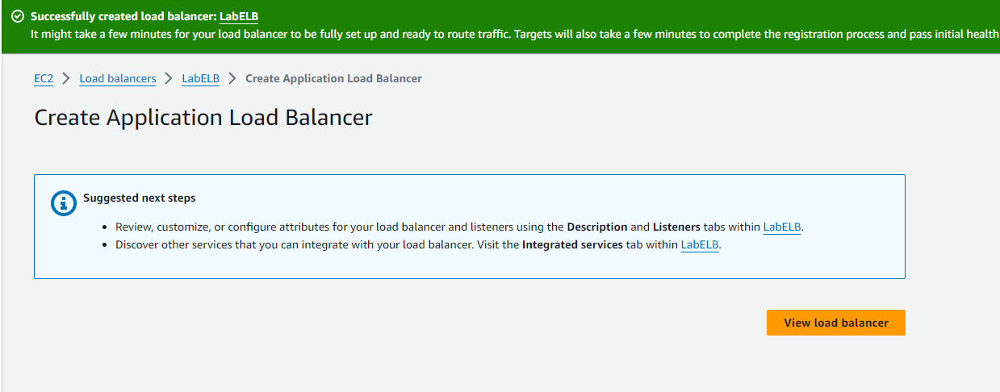 Successfully created load balancer: LabELB
It might take a few minutes for your load balancer to be fully set up and ready to route traffic. Targets will also take a few minutes to complete the registration process and pass initial health
EC2 > Load balancers > LabELB > Create Application Load Balancer
Create Application Load Balancer
Suggested next steps
• Review, customize, or configure attributes for your load balancer and listeners using the Description and Listeners tabs within LabELB.
• Discover other services that you can integrate with your load balancer. Visit the Integrated services tab within LabELB.
View load balancer